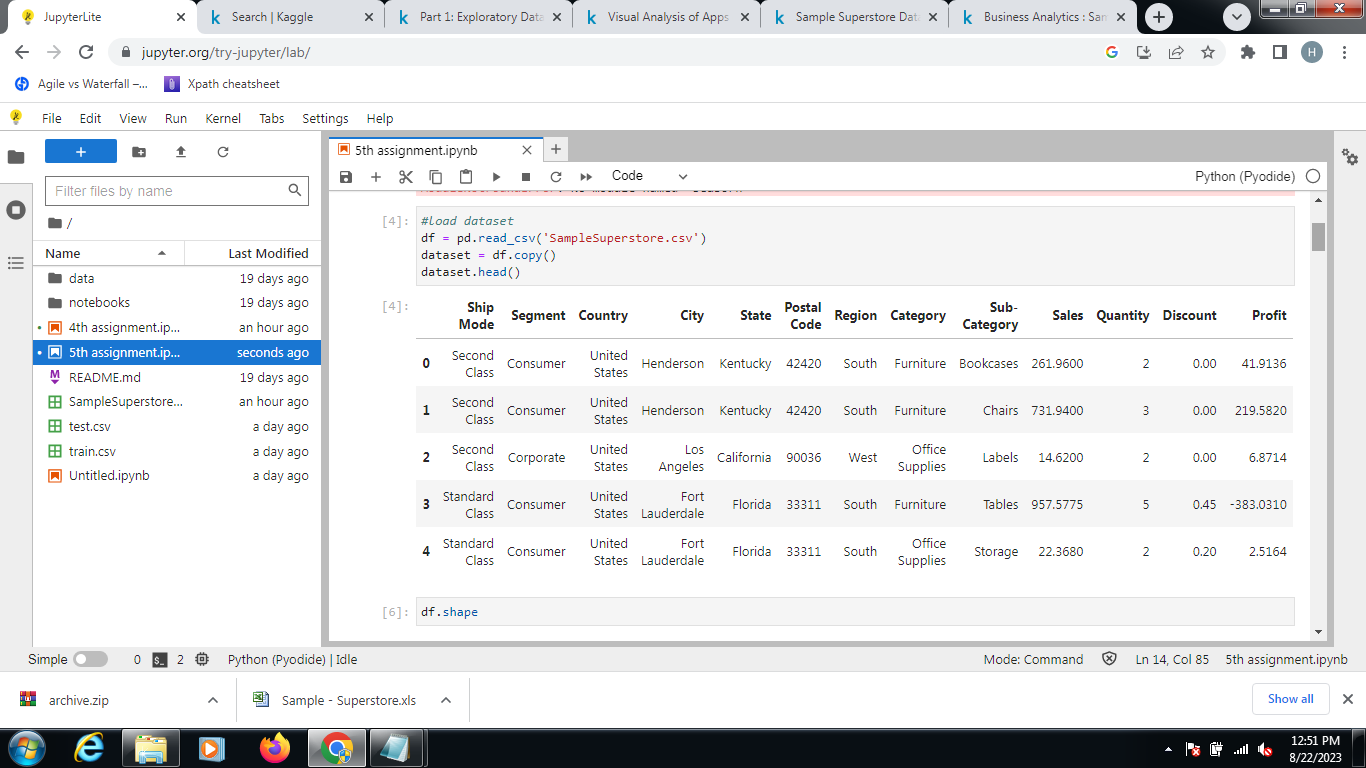 JupyterLite
Search | Kaggle
Part 1: Exploratory Data
Visual Analysis of Apps
Sample Superstore Data
Business Analytics : Sam
jupyter.org/try-jupyter/lab/
H
Agile vs Waterfall –...
Xpath cheatsheet
File Edit View Run Kernel Tabs Settings Help
5th assignment.ipynb
Filter files by name
/
Name Last Modified
data 19 days ago
notebooks 19 days ago
4th assignment.ip... an hour ago
5th assignment.ip... seconds ago
README.md 19 days ago
SampleSuperstore... an hour ago
test.csv a day ago
train.csv a day ago
Untitled.ipynb a day ago
Code
Python (Pyodide)
[4]:
#load dataset
df = pd.read_csv('SampleSuperstore.csv')
dataset = df.copy()
dataset.head()
[4]:
Ship Mode Segment Country City State Postal Code Region Category Sub-Category Sales Quantity Discount Profit
0 Second Class Consumer United States Henderson Kentucky 42420 South Furniture Bookcases 261.9600 2 0.00 41.9136
1 Second Class Consumer United States Henderson Kentucky 42420 South Furniture Chairs 731.9400 3 0.00 219.5820
2 Second Class Corporate United States Los Angeles California 90036 West Office Supplies Labels 14.6200 2 0.00 6.8714
3 Standard Class Consumer United States Fort Lauderdale Florida 33311 South Furniture Tables 957.5775 5 0.45 -383.0310
4 Standard Class Consumer United States Fort Lauderdale Florida 33311 South Office Supplies Storage 22.3680 2 0.20 2.5164
[6]: df.shape
Simple 0 2 Python (Pyodide) | Idle Mode: Command Ln 14, Col 85 5th assignment.ipynb
archive.zip
Sample - Superstore.xls
Show all
12:51 PM
8/22/2023